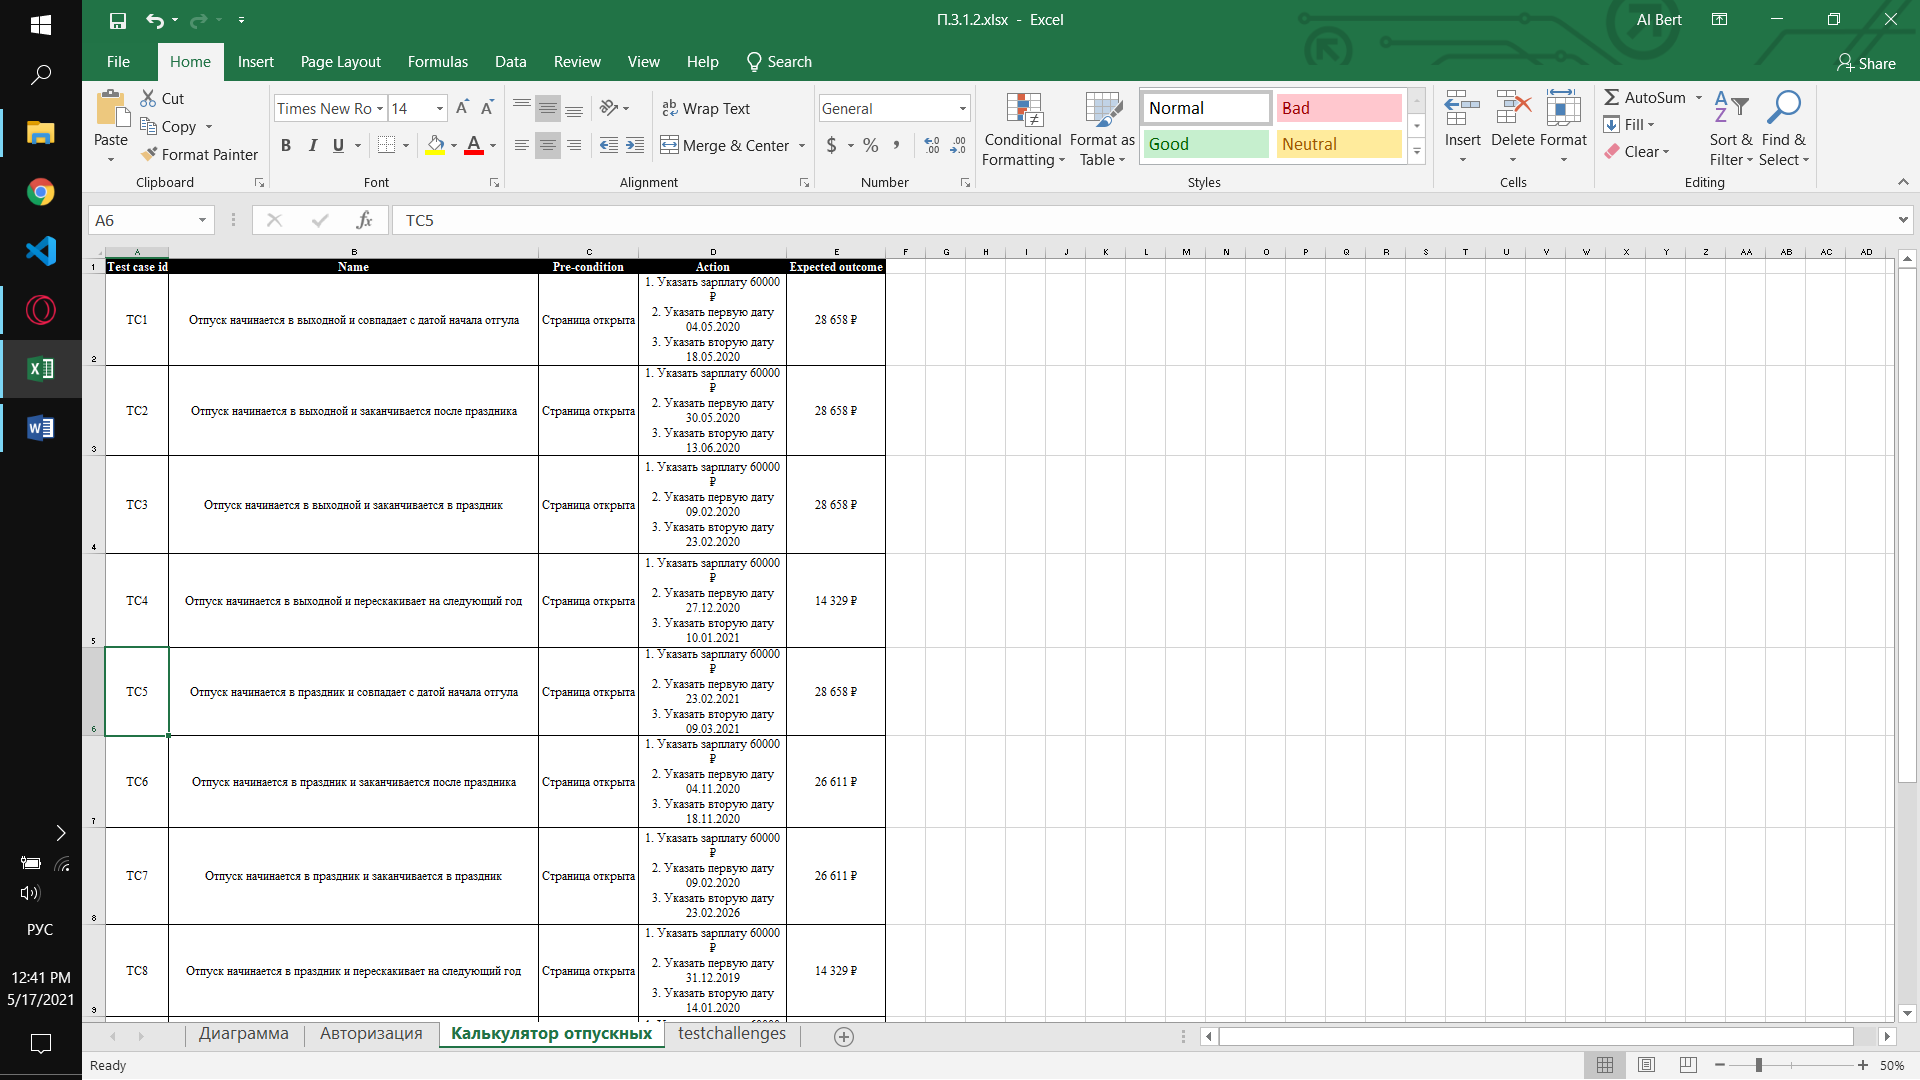 П.3.1.2.xlsx - Excel
Al Bert
File Home Insert Page Layout Formulas Data Review View Help Search
Share
Paste
Cut
Copy
Format Painter
Clipboard
Times New Ro 14
B I U
Font
Wrap Text
Merge & Center
Alignment
General
$ %
Number
Conditional Formatting
Format as Table
Normal Bad
Good Neutral
Styles
Insert Delete Format
Cells
AutoSum
Fill
Clear
Sort & Filter
Find & Select
Editing
A6
fx
TC5
A B C D E F G H I J K L M N O P Q R S T U V W X Y Z AA AB AC AD
1 Test case id Name Pre-condition Action Expected outcome
2 TC1 Отпуск начинается в выходной и совпадает с датой начала отгула Страница открыта
1. Указать зарплату 60000
₽
2. Указать первую дату
04.05.2020
3. Указать вторую дату
18.05.2020
28 658 ₽
3 TC2 Отпуск начинается в выходной и заканчивается после праздника Страница открыта
1. Указать зарплату 60000
₽
2. Указать первую дату
30.05.2020
3. Указать вторую дату
13.06.2020
28 658 ₽
4 TC3 Отпуск начинается в выходной и заканчивается в праздник Страница открыта
1. Указать зарплату 60000
₽
2. Указать первую дату
09.02.2020
3. Указать вторую дату
23.02.2020
28 658 ₽
5 TC4 Отпуск начинается в выходной и перескакивает на следующий год Страница открыта
1. Указать зарплату 60000
₽
2. Указать первую дату
27.12.2020
3. Указать вторую дату
10.01.2021
14 329 ₽
6 TC5 Отпуск начинается в праздник и совпадает с датой начала отгула Страница открыта
1. Указать зарплату 60000
₽
2. Указать первую дату
23.02.2021
3. Указать вторую дату
09.03.2021
28 658 ₽
7 TC6 Отпуск начинается в праздник и заканчивается после праздника Страница открыта
1. Указать зарплату 60000
₽
2. Указать первую дату
04.11.2020
3. Указать вторую дату
18.11.2020
26 611 ₽
8 TC7 Отпуск начинается в праздник и заканчивается в праздник Страница открыта
1. Указать зарплату 60000
₽
2. Указать первую дату
09.02.2020
3. Указать вторую дату
23.02.2026
26 611 ₽
9 TC8 Отпуск начинается в праздник и перескакивает на следующий год Страница открыта
1. Указать зарплату 60000
₽
2. Указать первую дату
31.12.2019
3. Указать вторую дату
14.01.2020
14 329 ₽
Диаграмма Авторизация Калькулятор отпускных testchallenges
Ready
50%
РУС
12:41 PM
5/17/2021